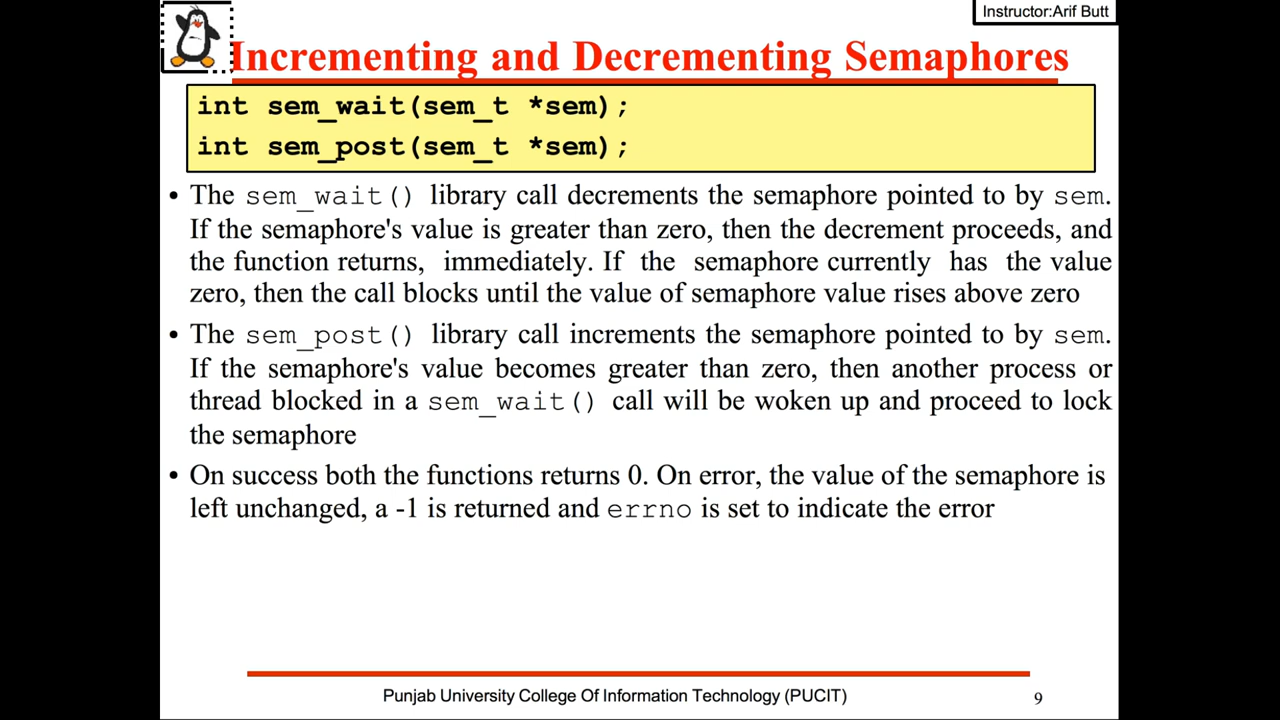 Instructor:Arif Butt
Incrementing and Decrementing Semaphores
int sem_wait(sem_t *sem);
int sem_post(sem_t *sem);
• The sem_wait() library call decrements the semaphore pointed to by sem.
If the semaphore's value is greater than zero, then the decrement proceeds, and
the function returns, immediately. If the semaphore currently has the value
zero, then the call blocks until the value of semaphore value rises above zero
• The sem_post() library call increments the semaphore pointed to by sem.
If the semaphore's value becomes greater than zero, then another process or
thread blocked in a sem_wait() call will be woken up and proceed to lock
the semaphore
• On success both the functions returns 0. On error, the value of the semaphore is
left unchanged, a -1 is returned and errno is set to indicate the error
Punjab University College Of Information Technology (PUCIT)
9